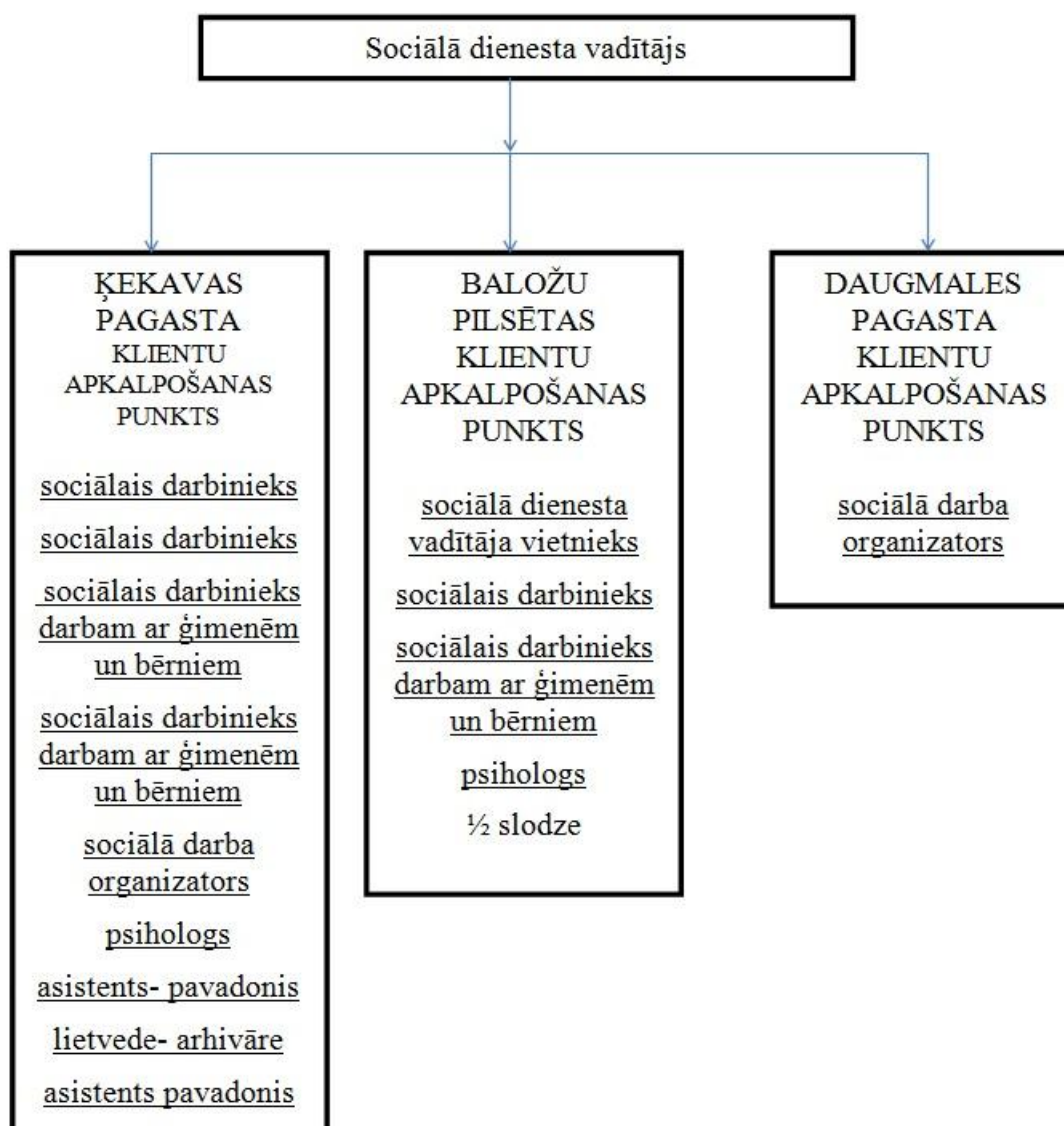 Sociālā dienesta vadītājs
ĶEKAVAS
PAGASTA
KLIENTU
APKALPOŠANAS
PUNKTS
sociālais darbinieks
sociālais darbinieks
sociālais darbinieks
darbam ar ģimenēm
un bērniem
sociālais darbinieks
darbam ar ģimenēm
un bērniem
sociālā darba
organizators
psihologs
asistents- pavadonis
lietvede- arhivāre
asistents pavadonis
BALOŽU
PILSĒTAS
KLIENTU
APKALPOŠANAS
PUNKTS
sociālā dienesta
vadītāja vietnieks
sociālais darbinieks
sociālais darbinieks
darbam ar ģimenēm
un bērniem
psihologs
½ slodze
DAUGMALES
PAGASTA
KLIENTU
APKALPOŠANAS
PUNKTS
sociālā darba
organizators